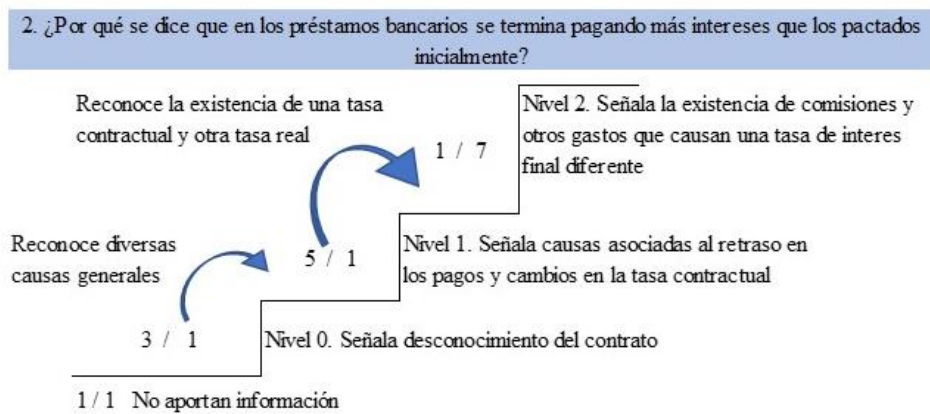 2. ¿Por qué se dice que en los préstamos bancarios se termina pagando más intereses que los pactados
inicialmente?
Reconoce la existencia de una tasa
contractual y otra tasa real
1 / 7
Nivel 2. Señala la existencia de comisiones y
otros gastos que causan una tasa de interes
final diferente
Reconoce diversas
causas generales
5 / 1
Nivel 1. Señala causas asociadas al retraso en
los pagos y cambios en la tasa contractual
3 / 1
Nivel 0. Señala desconocimiento del contrato
1 / 1 No aportan información